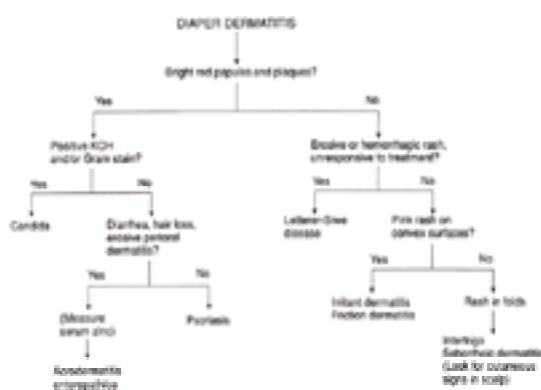 DIAPER DERMATITIS
Bright red papules and plaques?
Yes
No
Positive KOH
and/or Gram stain?
Erosive or hemorrhagic rash,
unresponsive to treatment?
Yes
No
Yes
No
Candida
Diarrhea, hair loss,
erosive perioral
dermatitis?
Letterer-Siwe
disease
Pink rash on
convex surfaces?
Yes
No
Yes
No
(Measure
serum zinc)
Psoriasis
Irritant dermatitis
Friction dermatitis
Rash in folds
Acrodermatitis
enteropathica
Intertrigo
Seborrheic dermatitis
(Look for cutaneous
signs in scalp)